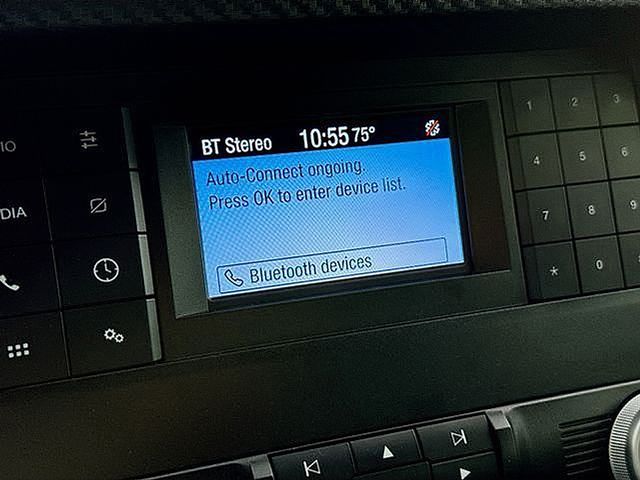 BT Stereo 10:55 75°
Auto-Connect ongoing.
Press OK to enter device list.
Bluetooth devices
IO
DIA
1 2 3
4 5 6
7 8 9
* 0